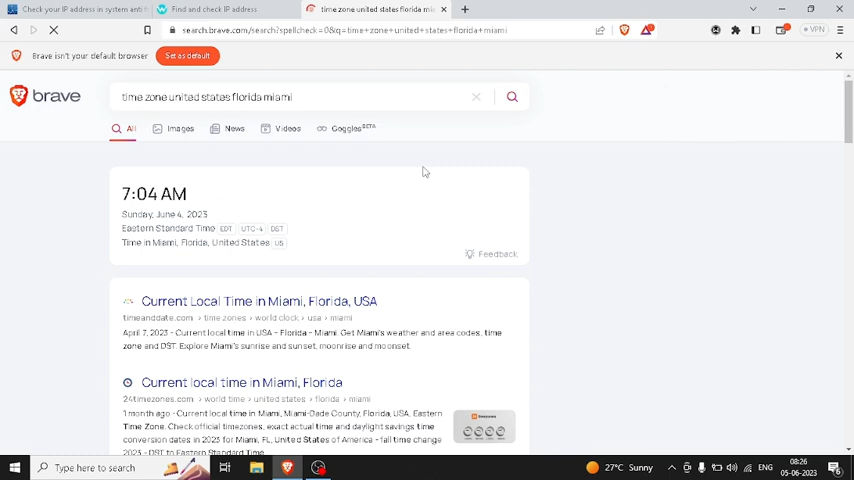 Check your IP address in system anti
Find and check IP address
time zone united states florida mia
search.brave.com/search?spellcheck=0&q=time+zone+united+states+florida+miami
VPN
Brave isn't your default browser
Set as default
brave
time zone united states florida miami
All
Images
News
Videos
Goggles BETA
7:04 AM
Sunday, June 4, 2023
Eastern Standard Time EDT UTC-4 DST
Time in Miami, Florida, United States US
Feedback
Current Local Time in Miami, Florida, USA
timeanddate.com › time zones › world clock › usa › miami
April 7, 2023 - Current local time in USA – Florida – Miami. Get Miami's weather and area codes, time
zone and DST. Explore Miami's sunrise and sunset, moonrise and moonset.
Current local time in Miami, Florida
24timezones.com › world time › united states › florida › miami
1 month ago - Current local time in Miami, Miami-Dade County, Florida, USA, Eastern
Time Zone. Check official timezones, exact actual time and daylight savings time
conversion dates in 2023 for Miami, FL, United States of America - fall time change
2023 - DST to Eastern Standard Time.
Type here to search
27°C Sunny
ENG
08:26
05-06-2023
6